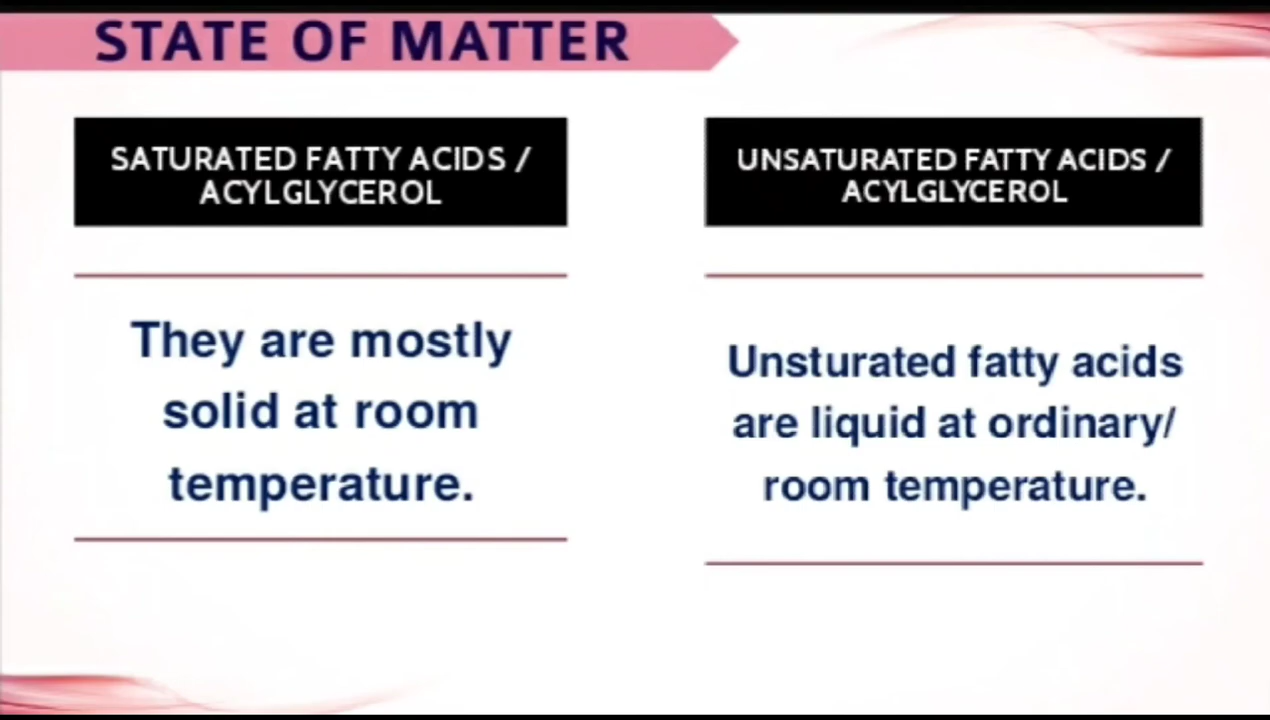 STATE OF MATTER
SATURATED FATTY ACIDS /
ACYLGLYCEROL
They are mostly
solid at room
temperature.
UNSATURATED FATTY ACIDS /
ACYLGLYCEROL
Unsturated fatty acids
are liquid at ordinary/
room temperature.